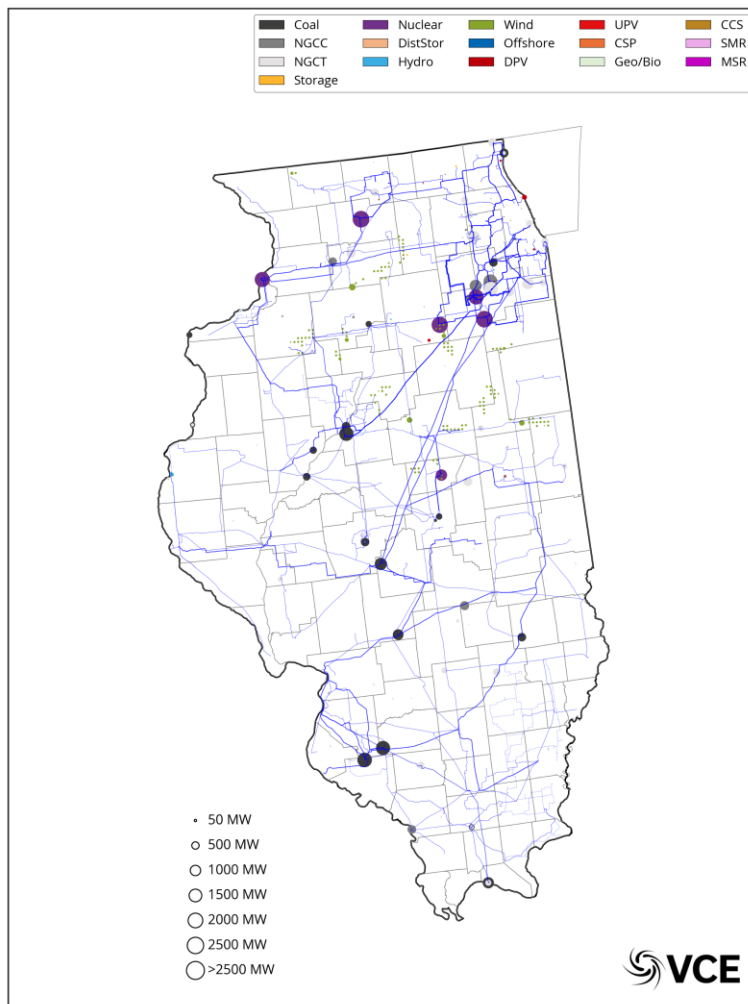 Coal Nuclear Wind UPV CCS
NGCC DistStor Offshore CSP SMR
NGCT Hydro DPV Geo/Bio MSR
Storage
50 MW
500 MW
1000 MW
1500 MW
2000 MW
2500 MW
>2500 MW
VCE